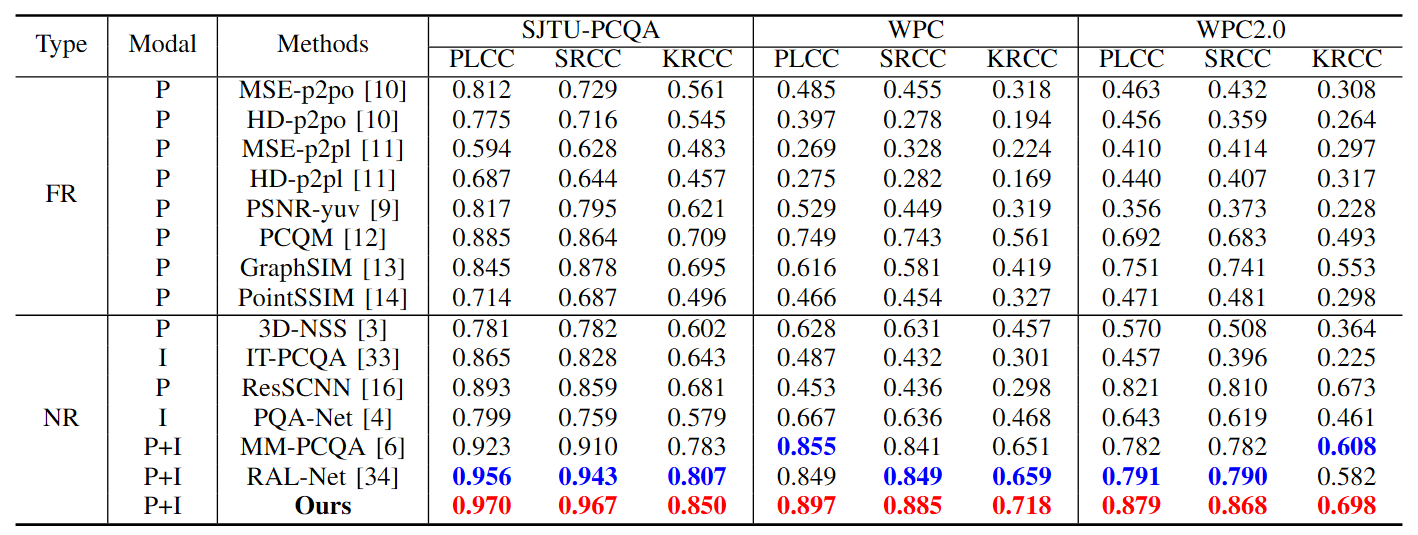 Type Modal Methods SJTU-PCQA WPC WPC2.0
PLCC SRCC KRCC PLCC SRCC KRCC PLCC SRCC KRCC
FR
P MSE-p2po [10] 0.812 0.729 0.561 0.485 0.455 0.318 0.463 0.432 0.308
P HD-p2po [10] 0.775 0.716 0.545 0.397 0.278 0.194 0.456 0.359 0.264
P MSE-p2pl [11] 0.594 0.628 0.483 0.269 0.328 0.224 0.410 0.414 0.297
P HD-p2pl [11] 0.687 0.644 0.457 0.275 0.282 0.169 0.440 0.407 0.317
P PSNR-yuv [9] 0.817 0.795 0.621 0.529 0.449 0.319 0.356 0.373 0.228
P PCQM [12] 0.885 0.864 0.709 0.749 0.743 0.561 0.692 0.683 0.493
P GraphSIM [13] 0.845 0.878 0.695 0.616 0.581 0.419 0.751 0.741 0.553
P PointSSIM [14] 0.714 0.687 0.496 0.466 0.454 0.327 0.471 0.481 0.298
NR
P 3D-NSS [3] 0.781 0.782 0.602 0.628 0.631 0.457 0.570 0.508 0.364
I IT-PCQA [33] 0.865 0.828 0.643 0.487 0.432 0.301 0.457 0.396 0.225
P ResSCNN [16] 0.893 0.859 0.681 0.453 0.436 0.298 0.821 0.810 0.673
I PQA-Net [4] 0.799 0.759 0.579 0.667 0.636 0.468 0.643 0.619 0.461
P+I MM-PCQA [6] 0.923 0.910 0.783 0.855 0.841 0.651 0.782 0.782 0.608
P+I RAL-Net [34] 0.956 0.943 0.807 0.849 0.849 0.659 0.791 0.790 0.582
P+I Ours 0.970 0.967 0.850 0.897 0.885 0.718 0.879 0.868 0.698